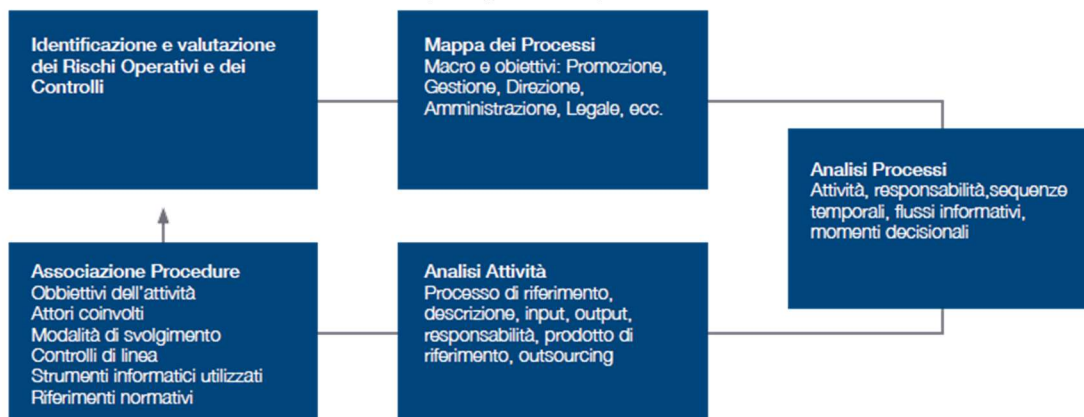 Identificazione e valutazione
dei Rischi Operativi e dei
Controlli
Mappa dei Processi
Macro e obiettivi: Promozione,
Gestione, Direzione,
Amministrazione, Legale, ecc.
Analisi Processi
Attività, responsabilità,sequenze
temporali, flussi informativi,
momenti decisionali
Analisi Attività
Processo di riferimento,
descrizione, input, output,
responsabilità, prodotto di
riferimento, outsourcing
Associazione Procedure
Obbiettivi dell'attività
Attori coinvolti
Modalità di svolgimento
Controlli di linea
Strumenti informatici utilizzati
Riferimenti normativi